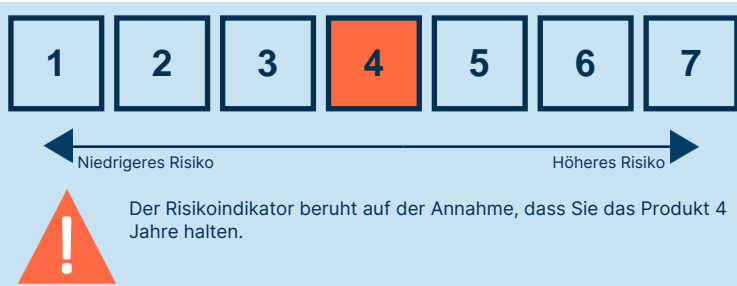 1 2 3 4 5 6 7
Niedrigeres Risiko Höheres Risiko
! Der Risikoindikator beruht auf der Annahme, dass Sie das Produkt 4
Jahre halten.